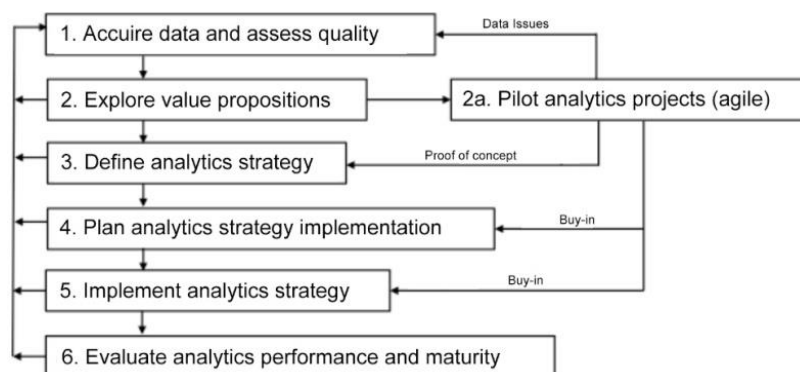 1. Accuire data and assess quality
Data Issues
2. Explore value propositions
2a. Pilot analytics projects (agile)
3. Define analytics strategy
Proof of concept
4. Plan analytics strategy implementation
Buy-in
5. Implement analytics strategy
Buy-in
6. Evaluate analytics performance and maturity